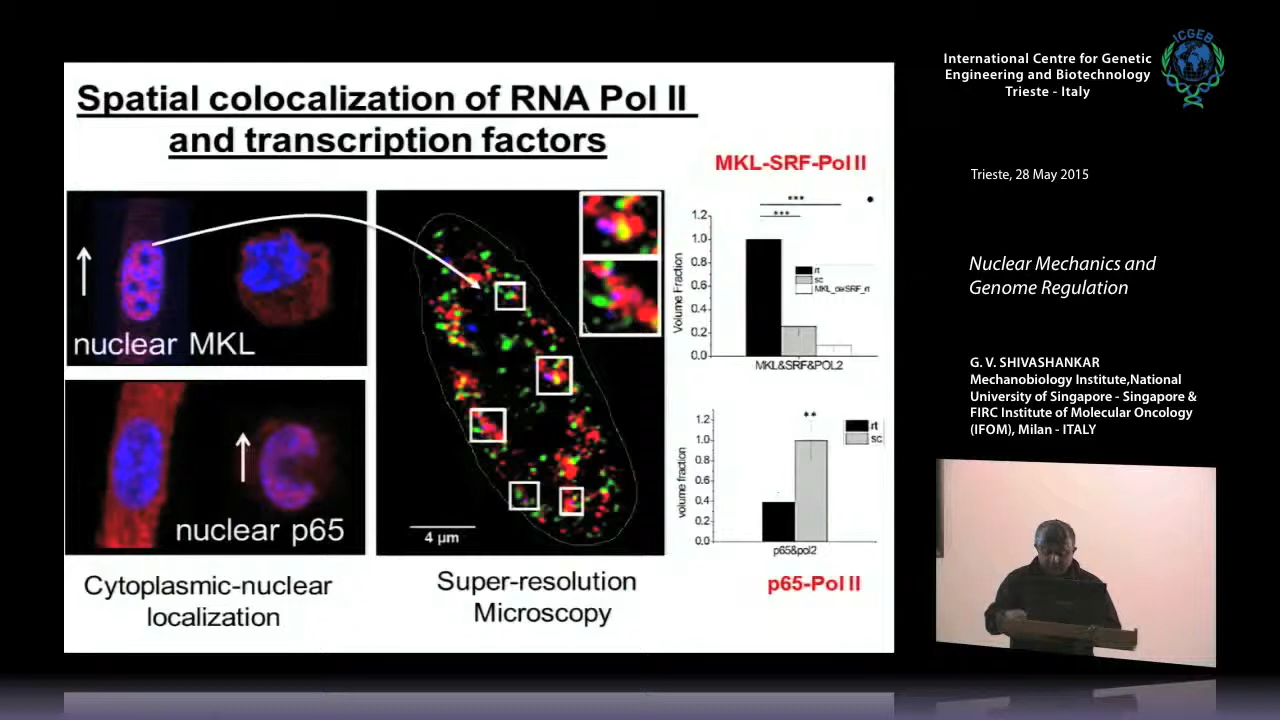 Spatial colocalization of RNA Pol II
and transcription factors
nuclear MKL
nuclear p65
Cytoplasmic-nuclear
localization
4 µm
Super-resolution
Microscopy
MKL-SRF-Pol II
***
***
Volume Fraction
1.2
1.0
0.8
0.6
0.4
0.2
0.0
rt
sc
MKL_delSRF_rt
MKL&SRF&POL2
**
volume fraction
1.2
1.0
0.8
0.6
0.4
0.2
0.0
rt
sc
p65&pol2
p65-Pol II
International Centre for Genetic
Engineering and Biotechnology
Trieste - Italy
ICGEB
Trieste, 28 May 2015
Nuclear Mechanics and
Genome Regulation
G. V. SHIVASHANKAR
Mechanobiology Institute,National
University of Singapore - Singapore &
FIRC Institute of Molecular Oncology
(IFOM), Milan - ITALY